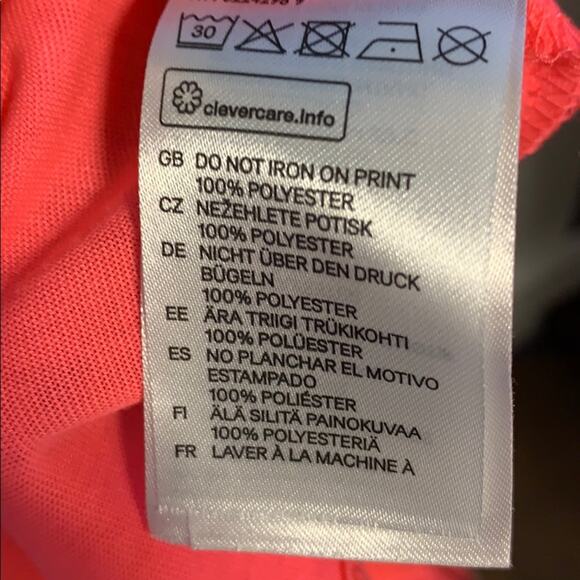 30
clevercare.info
GB DO NOT IRON ON PRINT
100% POLYESTER
CZ NEŽEHLETE POTISK
100% POLYESTER
DE NICHT ÜBER DEN DRUCK
BÜGELN
100% POLYESTER
EE ÄRA TRIIGI TRÜKIKOHTI
100% POLÜESTER
ES NO PLANCHAR EL MOTIVO
ESTAMPADO
100% POLIÉSTER
FI ÄLÄ SILITÄ PAINOKUVAA
100% POLYESTERIÄ
FR LAVER À LA MACHINE À